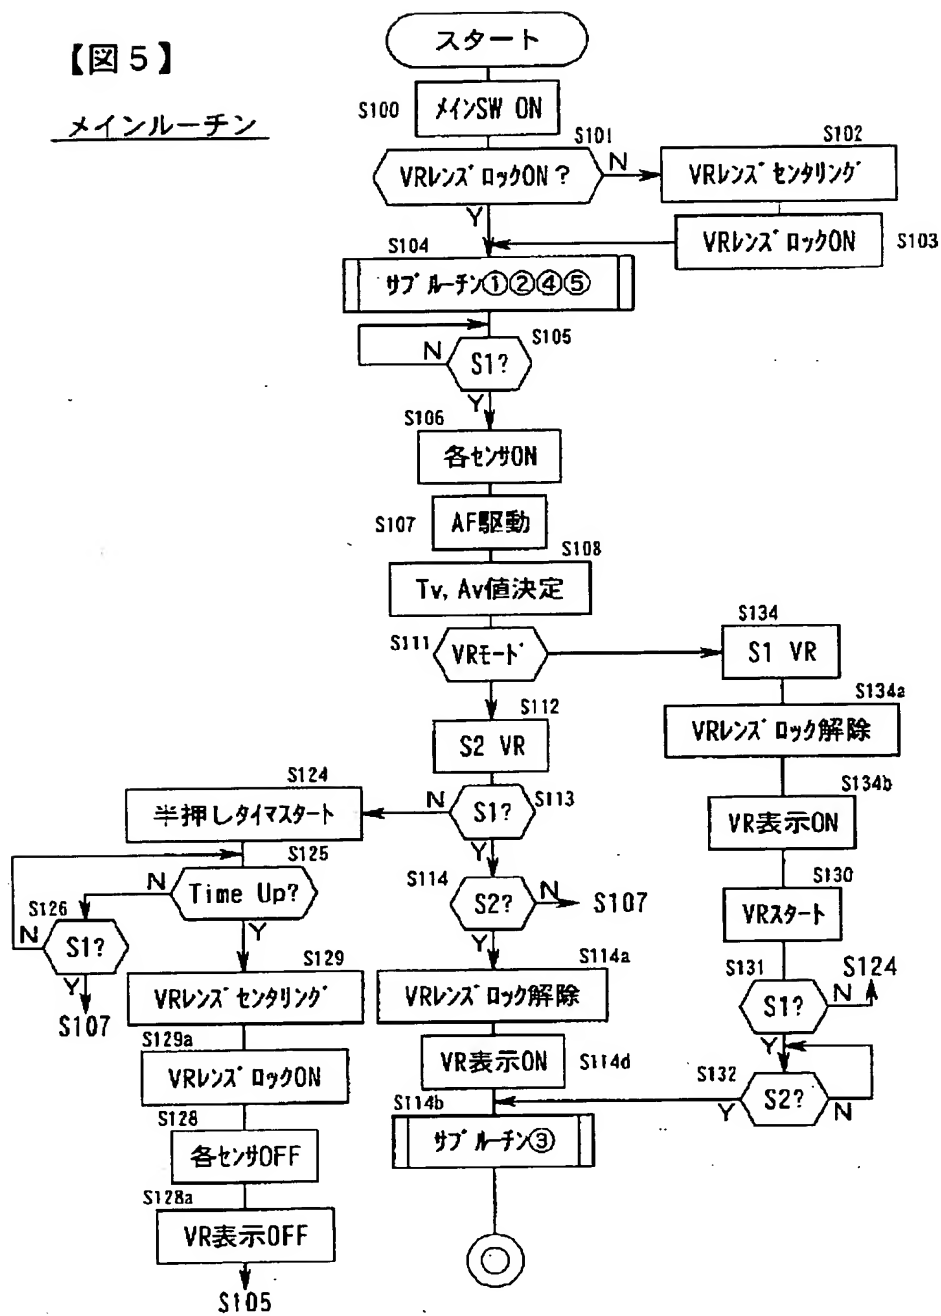 【図5】
メインルーチン
スタート
S100
メインSW ON
S101
VRレンズロックON?
N
Y
S102
VRレンズセンタリング
VRレンズロックON
S103
S104
サブルーチン①②④⑤
S105
N
S1?
Y
S106
各センサON
S107
AF駆動
S108
Tv, Av値決定
S111
VRモード
S134
S1 VR
S112
S2 VR
S134a
VRレンズロック解除
S124
半押しタイマスタート
N
S1?
S113
Y
S134b
VR表示ON
S125
N
Time Up?
Y
S114
S2?
N
S107
Y
S130
VRスタート
S126
N
S1?
Y
S107
S129
VRレンズセンタリング
S114a
VRレンズロック解除
S131
S1?
N
S124
Y
S129a
VRレンズロックON
VR表示ON
S114d
S132
S2?
Y
N
S128
各センサOFF
S114b
サブルーチン③
S128a
VR表示OFF
S105